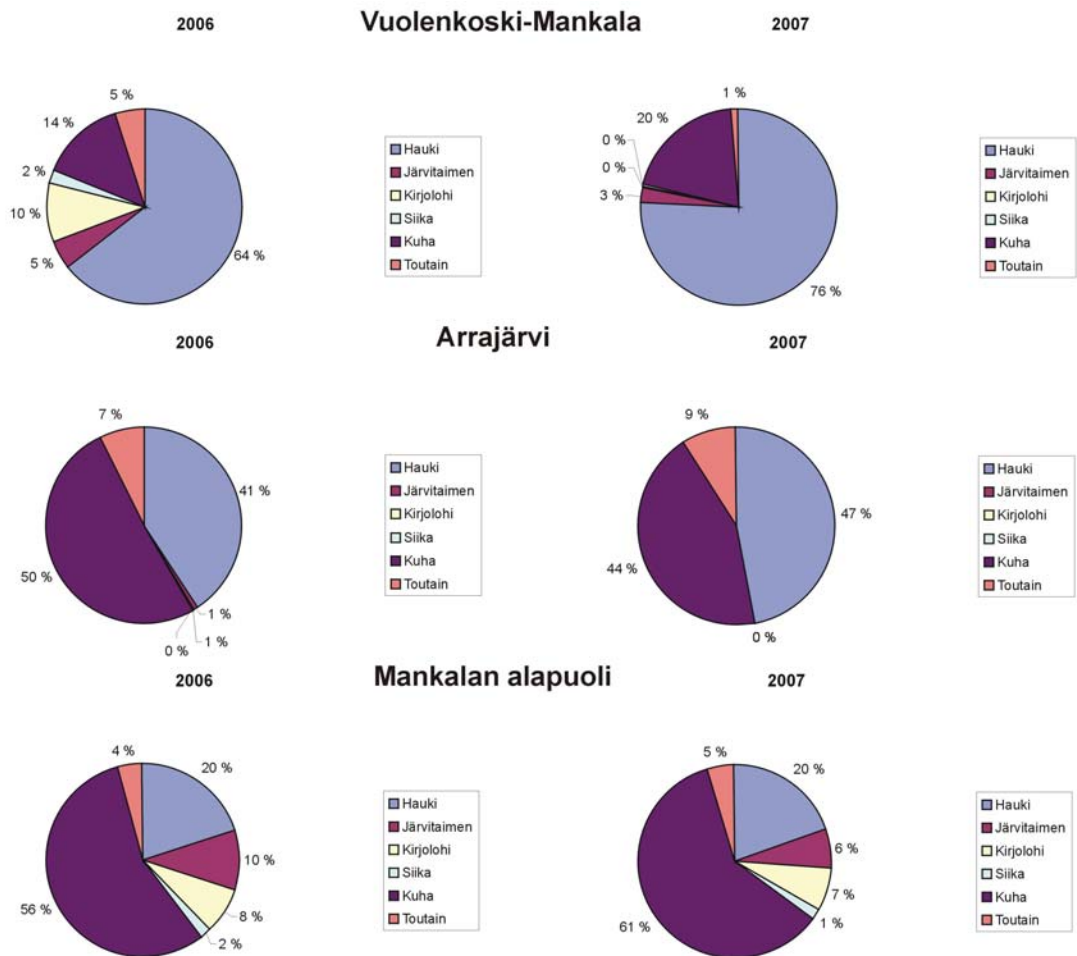 Vuolenkoski-Mankala
2006
5 %
14 %
2 %
10 %
5 %
64 %
Hauki
Järvitaimen
Kirjolohi
Siika
Kuha
Toutain
2007
1 %
20 %
0 %
0 %
3 %
76 %
Hauki
Järvitaimen
Kirjolohi
Siika
Kuha
Toutain
Arrajärvi
2006
7 %
41 %
50 %
1 %
0 %
1 %
Hauki
Järvitaimen
Kirjolohi
Siika
Kuha
Toutain
2007
9 %
47 %
44 %
0 %
Hauki
Järvitaimen
Kirjolohi
Siika
Kuha
Toutain
Mankalan alapuoli
2006
4 %
20 %
10 %
56 %
8 %
2 %
Hauki
Järvitaimen
Kirjolohi
Siika
Kuha
Toutain
2007
5 %
20 %
6 %
7 %
61 %
1 %
Hauki
Järvitaimen
Kirjolohi
Siika
Kuha
Toutain